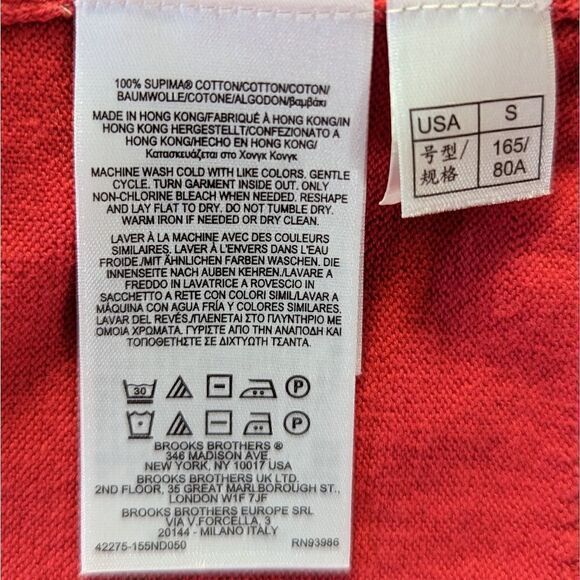 100% SUPIMA® COTTON/COTTON/COTON/
BAUMWOLLE/COTONE/ALGODON/Βαμβάκι
MADE IN HONG KONG/FABRIQUÉ À HONG KONG/IN
HONG KONG HERGESTELLT/CONFEZIONATO A
HONG KONG/HECHO EN HONG KONG/
Κατασκευάζεται στο Χονγκ Κονγκ
MACHINE WASH COLD WITH LIKE COLORS. GENTLE
CYCLE. TURN GARMENT INSIDE OUT. ONLY
NON-CHLORINE BLEACH WHEN NEEDED. RESHAPE
AND LAY FLAT TO DRY. DO NOT TUMBLE DRY.
WARM IRON IF NEEDED OR DRY CLEAN.
LAVER À LA MACHINE AVEC DES COULEURS
SIMILAIRES. LAVER À L'ENVERS DANS L'EAU
FROIDE./MIT ÄHNLICHEN FARBEN WASCHEN. DIE
INNENSEITE NACH AUBEN KEHREN./LAVARE A
FREDDO IN LAVATRICE A ROVESCIO IN
SACCHETTO A RETE CON COLORI SIMILI/LAVAR A
MÁQUINA CON AGUA FRÍA Y COLORES SIMILARES.
LAVAR DEL REVÉS./ΠΛΕΝΕΤΑΙ ΣΤΟ ΠΛΥΝΤΗΡΙΟ ΜΕ
ΟΜΟΙΑ ΧΡΩΜΑΤΑ. ΓΥΡΙΣΤΕ ΑΠΟ ΤΗΝ ΑΝΑΠΟΔΗ ΚΑΙ
ΤΟΠΟΘΕΤΗΣΤΕ ΣΕ ΔΙΧΤΥΩΤΗ ΤΣΑΝΤΑ.
30 P
P
BROOKS BROTHERS ®
346 MADISON AVE.
NEW YORK, NY 10017 USA
BROOKS BROTHERS UK LTD.
2ND FLOOR, 35 GREAT MARLBOROUGH ST.,
LONDON W1F 7JF
BROOKS BROTHERS EUROPE SRL
VIA V.FORCELLA, 3
20144 - MILANO ITALY
42275-155ND050 RN93986
USA S
号型/ 165/
规格 80A